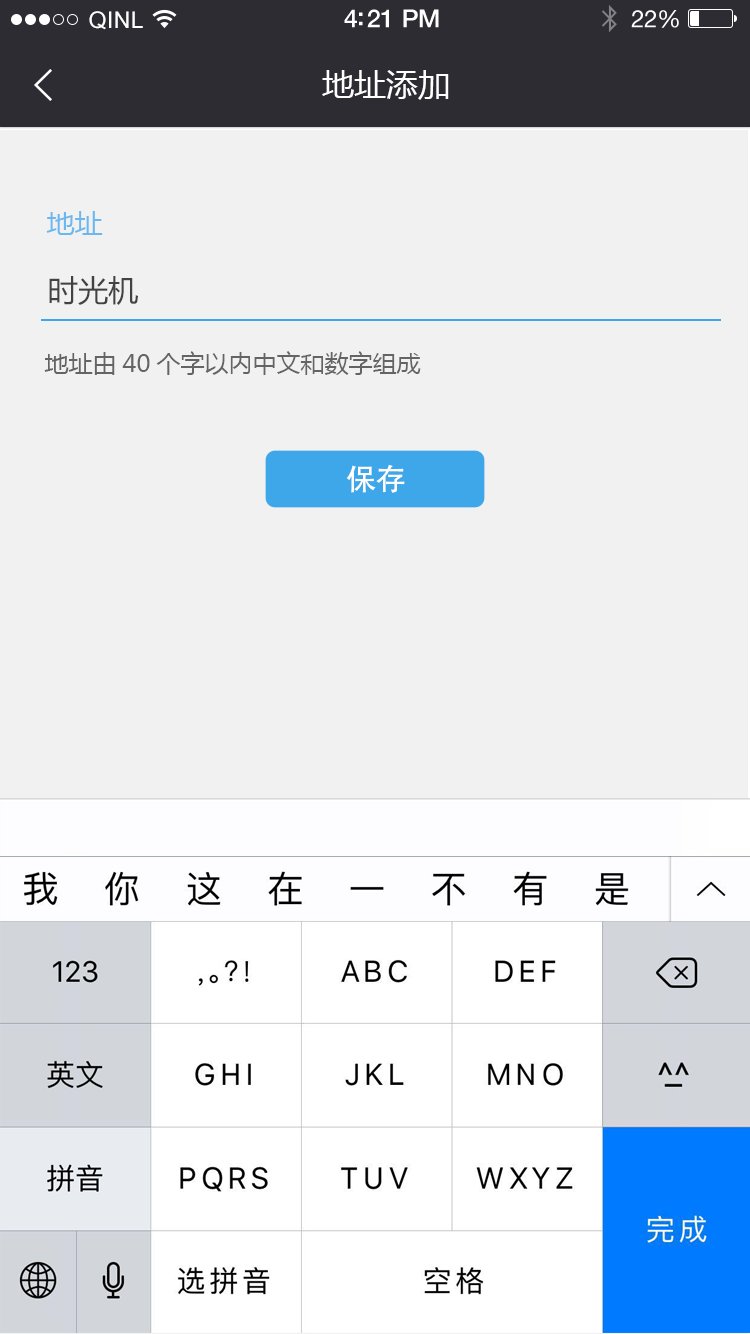 QINL 4:21 PM 22%
地址添加
地址
时光机
地址由 40 个字以内中文和数字组成
保存
我 你 这 在 一 不 有 是
123 ,。?! ABC DEF
英文 GHI JKL MNO ^^
拼音 PQRS TUV WXYZ
完成
选拼音 空格